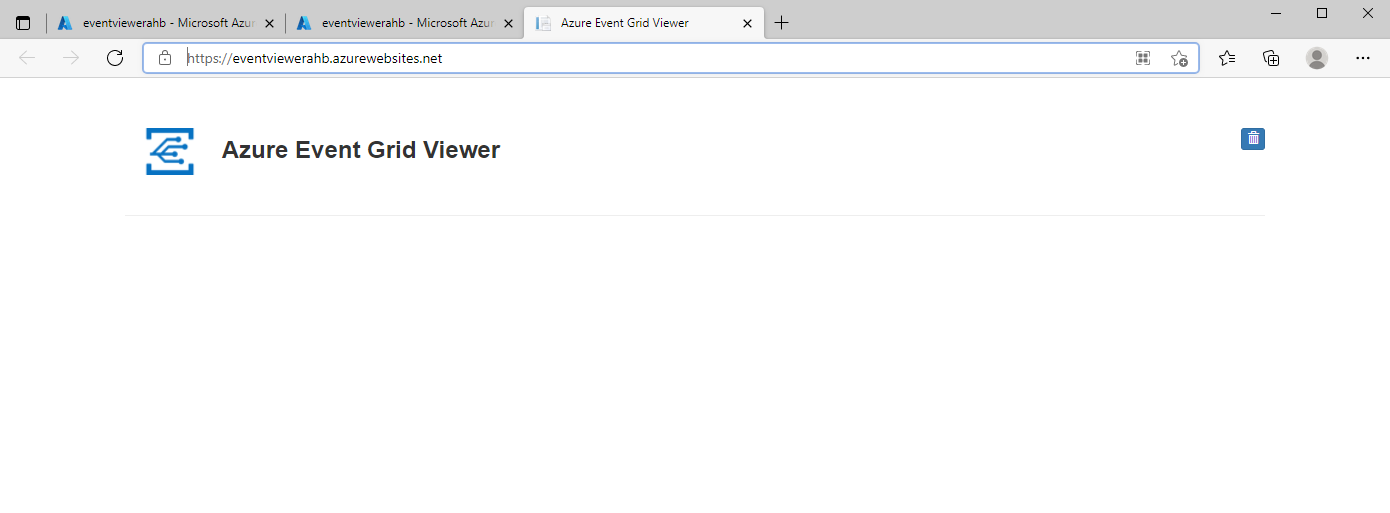 eventviewerahb - Microsoft Azur
eventviewerahb - Microsoft Azur
Azure Event Grid Viewer
https://eventviewerahb.azurewebsites.net
Azure Event Grid Viewer